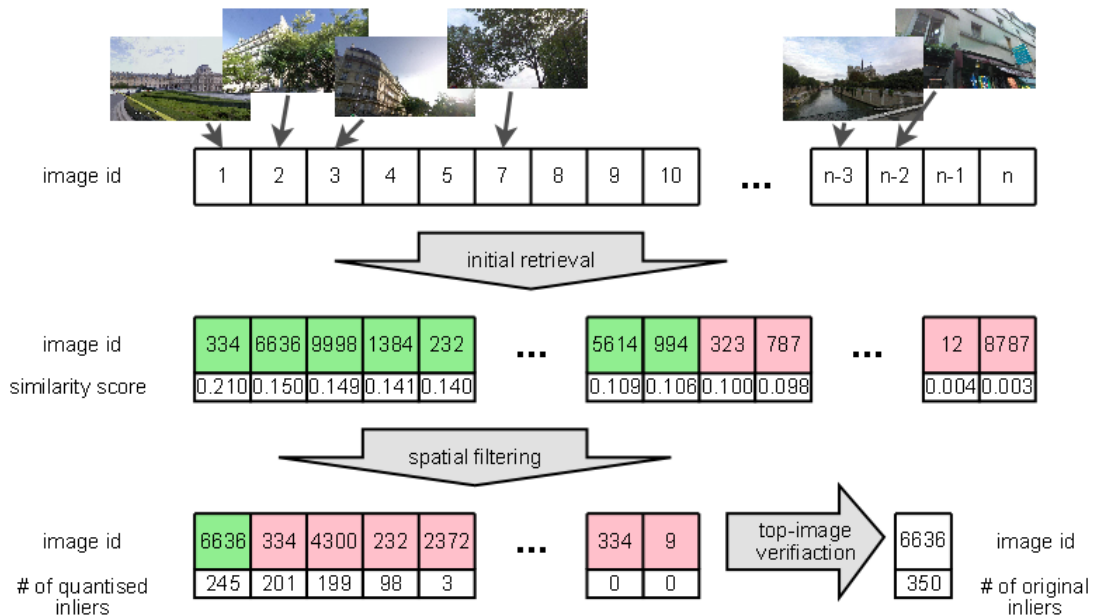 image id 1 2 3 4 5 7 8 9 10 ... n-3 n-2 n-1 n
initial retrieval
image id 334 6636 9998 1384 232 ... 5614 994 323 787 ... 12 8787
similarity score 0.210 0.150 0.149 0.141 0.140 0.109 0.106 0.100 0.098 0.004 0.003
spatial filtering
image id 6636 334 4300 232 2372 ... 334 9
# of quantised
inliers
245 201 199 98 3 0 0
top-image
verifiaction
6636 image id
350 # of original
inliers